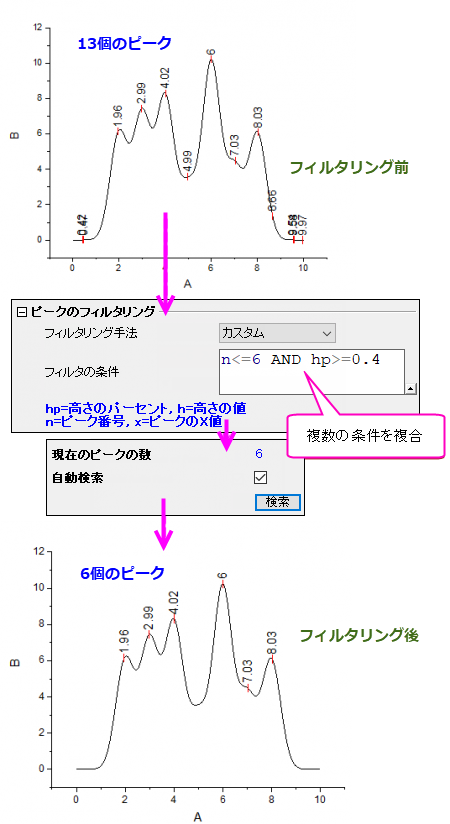 13個のピーク
フィルタリング前
B
12
10
8
6
4
2
0
0.42
0.47
1.96
2.99
4.02
4.99
6
7.03
8.03
8.66
9.97
0
2
4
6
8
10
A
ピークのフィルタリング
フィルタリング手法
カスタム
フィルタの条件
n<=6 AND hp>=0.4
hp=高さのパーセント, h=高さの値
n=ピーク番号, x=ピークのX値
複数の条件を複合
現在のピークの数
6
自動検索
検索
6個のピーク
フィルタリング後
B
12
10
8
6
4
2
0
1.96
2.99
4.02
6
7.03
8.03
0
2
4
6
8
10
A